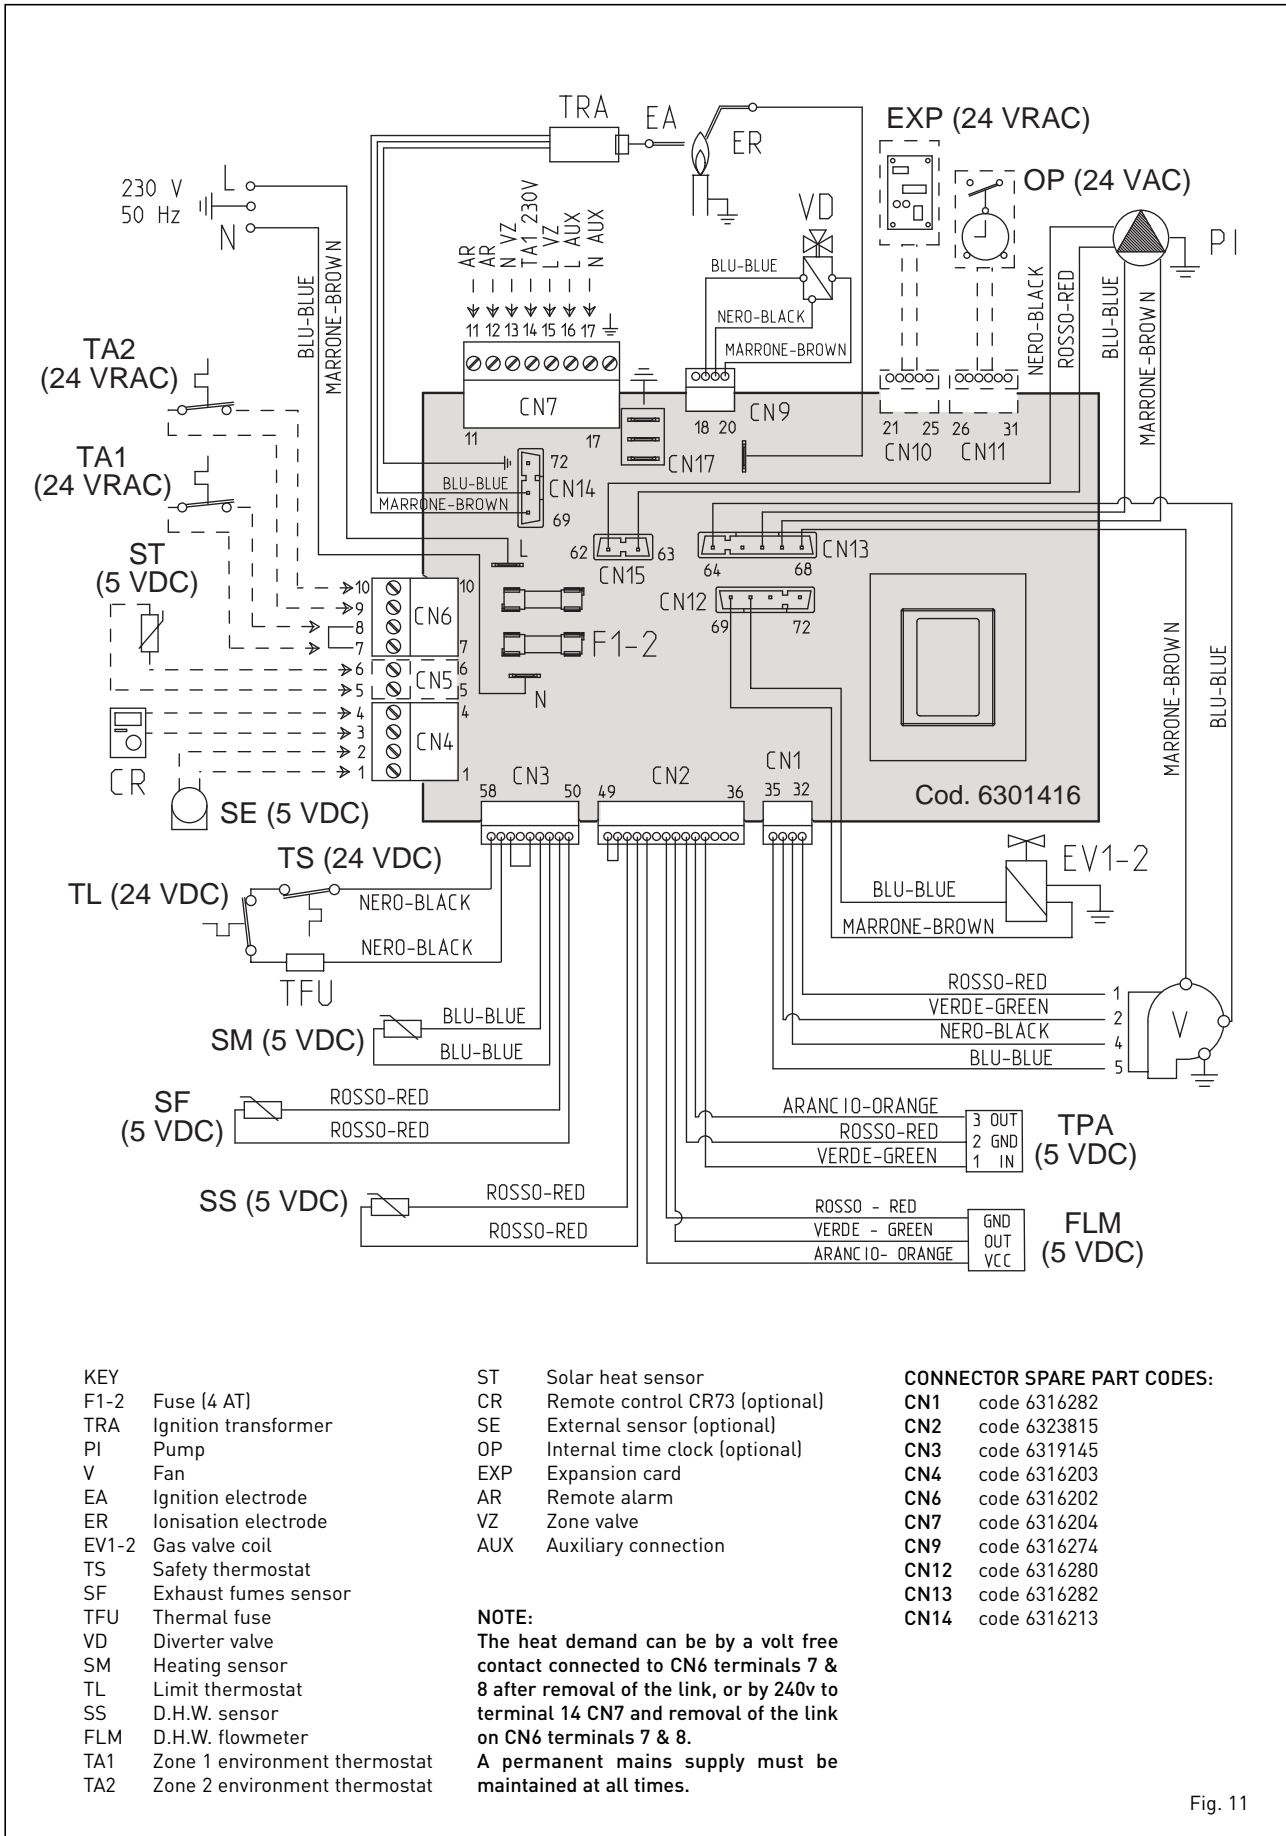 TRA
EA
ER
EXP (24 VRAC)
OP (24 VAC)
VD
PI
230 V
50 Hz
L
N
BLU-BLUE
MARRONE-BROWN
AR
AR
N VZ
TA1 230V
L VZ
L AUX
N AUX
11 12 13 14 15 16 17
BLU-BLUE
NERO-BLACK
MARRONE-BROWN
NERO-BLACK
ROSSO-RED
BLU-BLUE
MARRONE-BROWN
TA2
(24 VRAC)
TA1
(24 VRAC)
ST
(5 VDC)
CN7
11 17
CN9
18 20
CN17
21 25
CN10
26 31
CN11
72
CN14
69
BLU-BLUE
MARRONE-BROWN
L
62 63
CN15
CN13
64 68
CN12
69 72
F1-2
N
10
9
8
7
6
5
4
3
2
1
CN6
10
7
CN5
6
5
CN4
4
1
CR
SE (5 VDC)
MARRONE-BROWN
BLU-BLUE
CN3
58 50
CN2
49 36
CN1
35 32
Cod. 6301416
TS (24 VDC)
TL (24 VDC)
NERO-BLACK
NERO-BLACK
TFU
EV1-2
BLU-BLUE
MARRONE-BROWN
SM (5 VDC)
BLU-BLUE
BLU-BLUE
ROSSO-RED 1
VERDE-GREEN 2
NERO-BLACK 4
BLU-BLUE 5
V
SF
(5 VDC)
ROSSO-RED
ROSSO-RED
ARANCIO-ORANGE 3 OUT
ROSSO-RED 2 GND
VERDE-GREEN 1 IN
TPA
(5 VDC)
SS (5 VDC)
ROSSO-RED
ROSSO-RED
ROSSO - RED GND
VERDE - GREEN OUT
ARANCIO- ORANGE VCC
FLM
(5 VDC)
KEY
F1-2 Fuse (4 AT)
TRA Ignition transformer
PI Pump
V Fan
EA Ignition electrode
ER Ionisation electrode
EV1-2 Gas valve coil
TS Safety thermostat
SF Exhaust fumes sensor
TFU Thermal fuse
VD Diverter valve
SM Heating sensor
TL Limit thermostat
SS D.H.W. sensor
FLM D.H.W. flowmeter
TA1 Zone 1 environment thermostat
TA2 Zone 2 environment thermostat
ST Solar heat sensor
CR Remote control CR73 (optional)
SE External sensor (optional)
OP Internal time clock (optional)
EXP Expansion card
AR Remote alarm
VZ Zone valve
AUX Auxiliary connection
NOTE:
The heat demand can be by a volt free
contact connected to CN6 terminals 7 &
8 after removal of the link, or by 240v to
terminal 14 CN7 and removal of the link
on CN6 terminals 7 & 8.
A permanent mains supply must be
maintained at all times.
CONNECTOR SPARE PART CODES:
CN1 code 6316282
CN2 code 6323815
CN3 code 6319145
CN4 code 6316203
CN6 code 6316202
CN7 code 6316204
CN9 code 6316274
CN12 code 6316280
CN13 code 6316282
CN14 code 6316213
Fig. 11